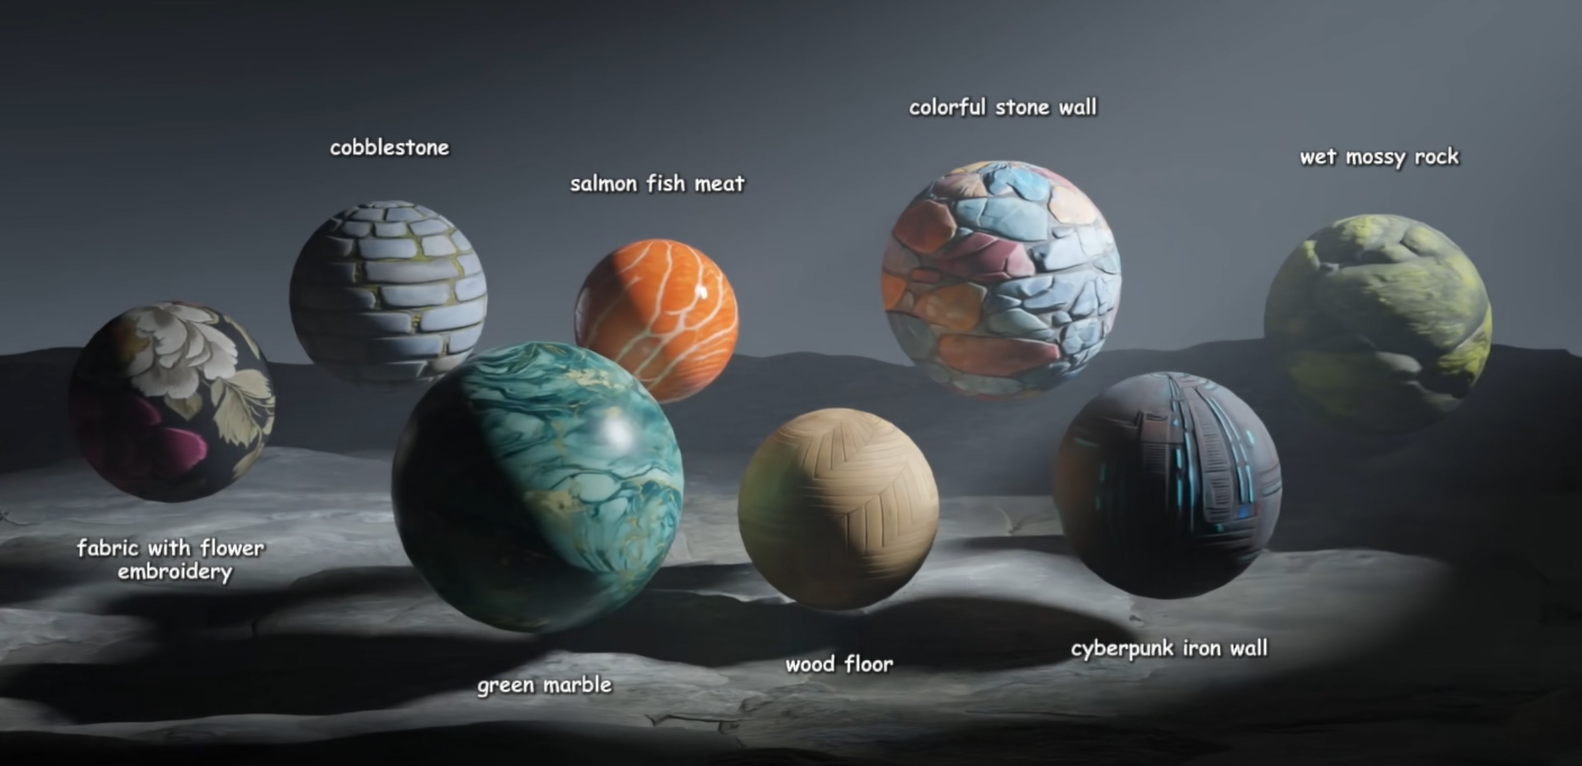 colorful stone wall
cobblestone
wet mossy rock
salmon fish meat
fabric with flower
embroidery
cyberpunk iron wall
wood floor
green marble